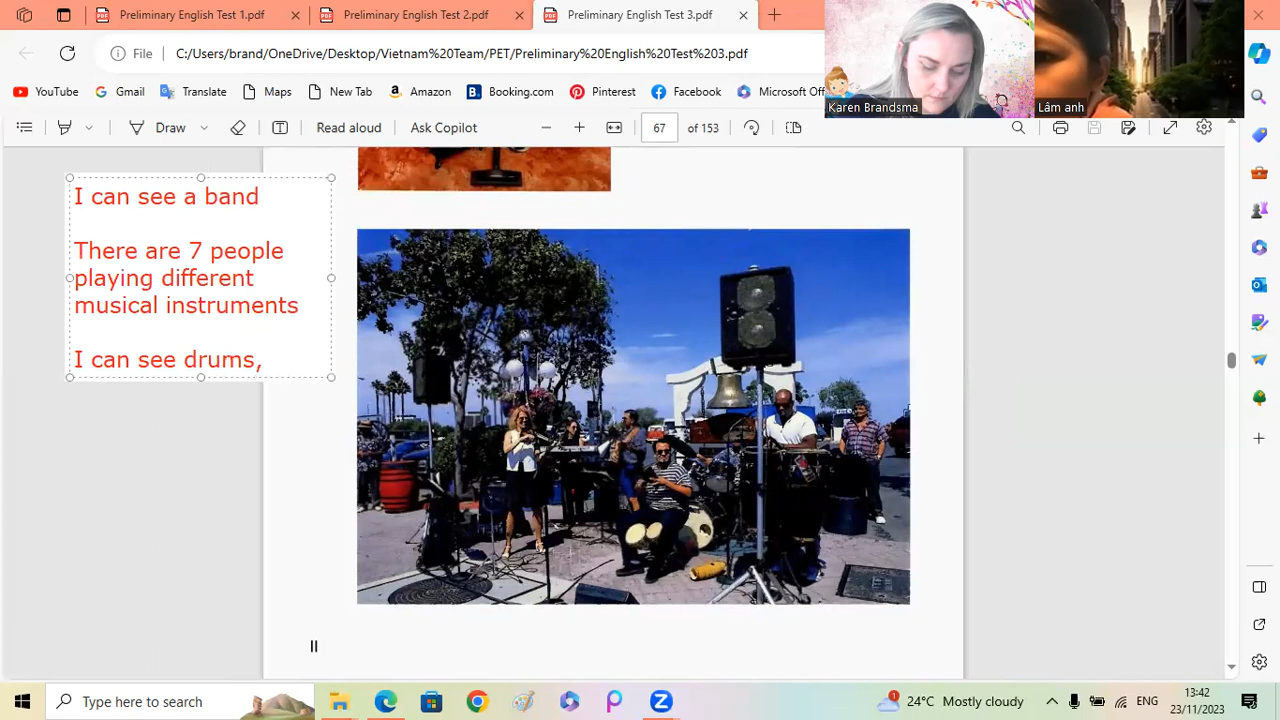 Preliminary English Test 1.pdf
Preliminary English Test 2.pdf
Preliminary English Test 3.pdf
File
C:/Users/brand/OneDrive/Desktop/Vietnam%20Team/PET/Preliminary%20English%20Test%203.pdf
YouTube
Gmail
Translate
Maps
New Tab
Amazon
Booking.com
Pinterest
Facebook
Microsoft Off
Karen Brandsma
Lâm anh
Draw
Read aloud
Ask Copilot
67
of 153
I can see a band
There are 7 people
playing different
musical instruments
I can see drums,
Type here to search
1
24°C Mostly cloudy
ENG
13:42
23/11/2023